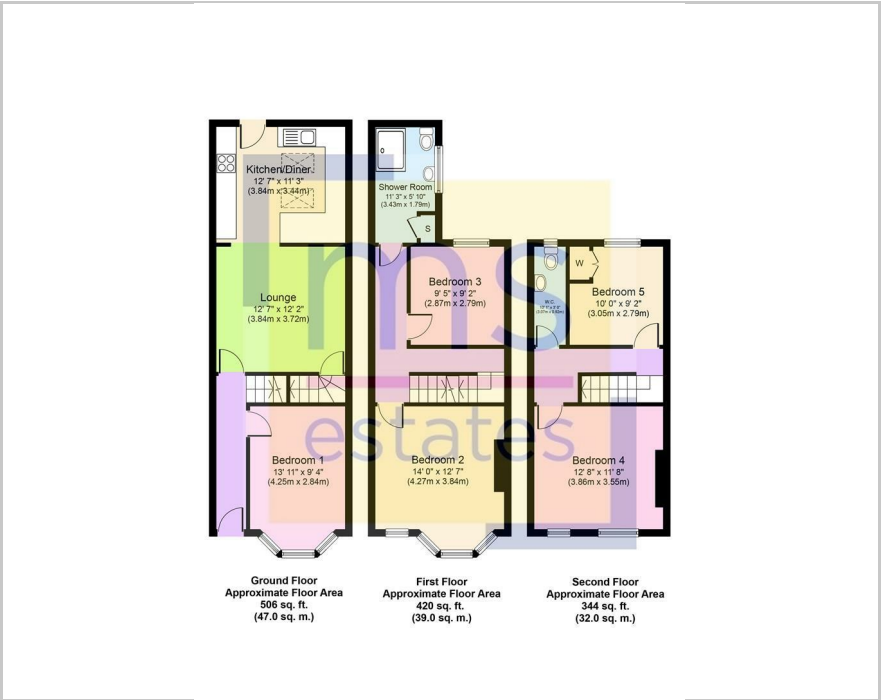 Kitchen/Diner
12' 7" x 11' 3"
(3.84m x 3.44m)
Lounge
12' 7" x 12' 2"
(3.84m x 3.72m)
Bedroom 1
13' 11" x 9' 4"
(4.25m x 2.84m)
Ground Floor
Approximate Floor Area
506 sq. ft.
(47.0 sq. m.)
Shower Room
11' 3" x 5' 10"
(3.43m x 1.79m)
S
Bedroom 3
9' 5" x 9' 2"
(2.87m x 2.79m)
Bedroom 2
14' 0" x 12' 7"
(4.27m x 3.84m)
First Floor
Approximate Floor Area
420 sq. ft.
(39.0 sq. m.)
W
W.C.
Bedroom 5
10' 0" x 9' 2"
(3.05m x 2.79m)
Bedroom 4
12' 8" x 11' 8"
(3.86m x 3.55m)
Second Floor
Approximate Floor Area
344 sq. ft.
(32.0 sq. m.)
ms
estates